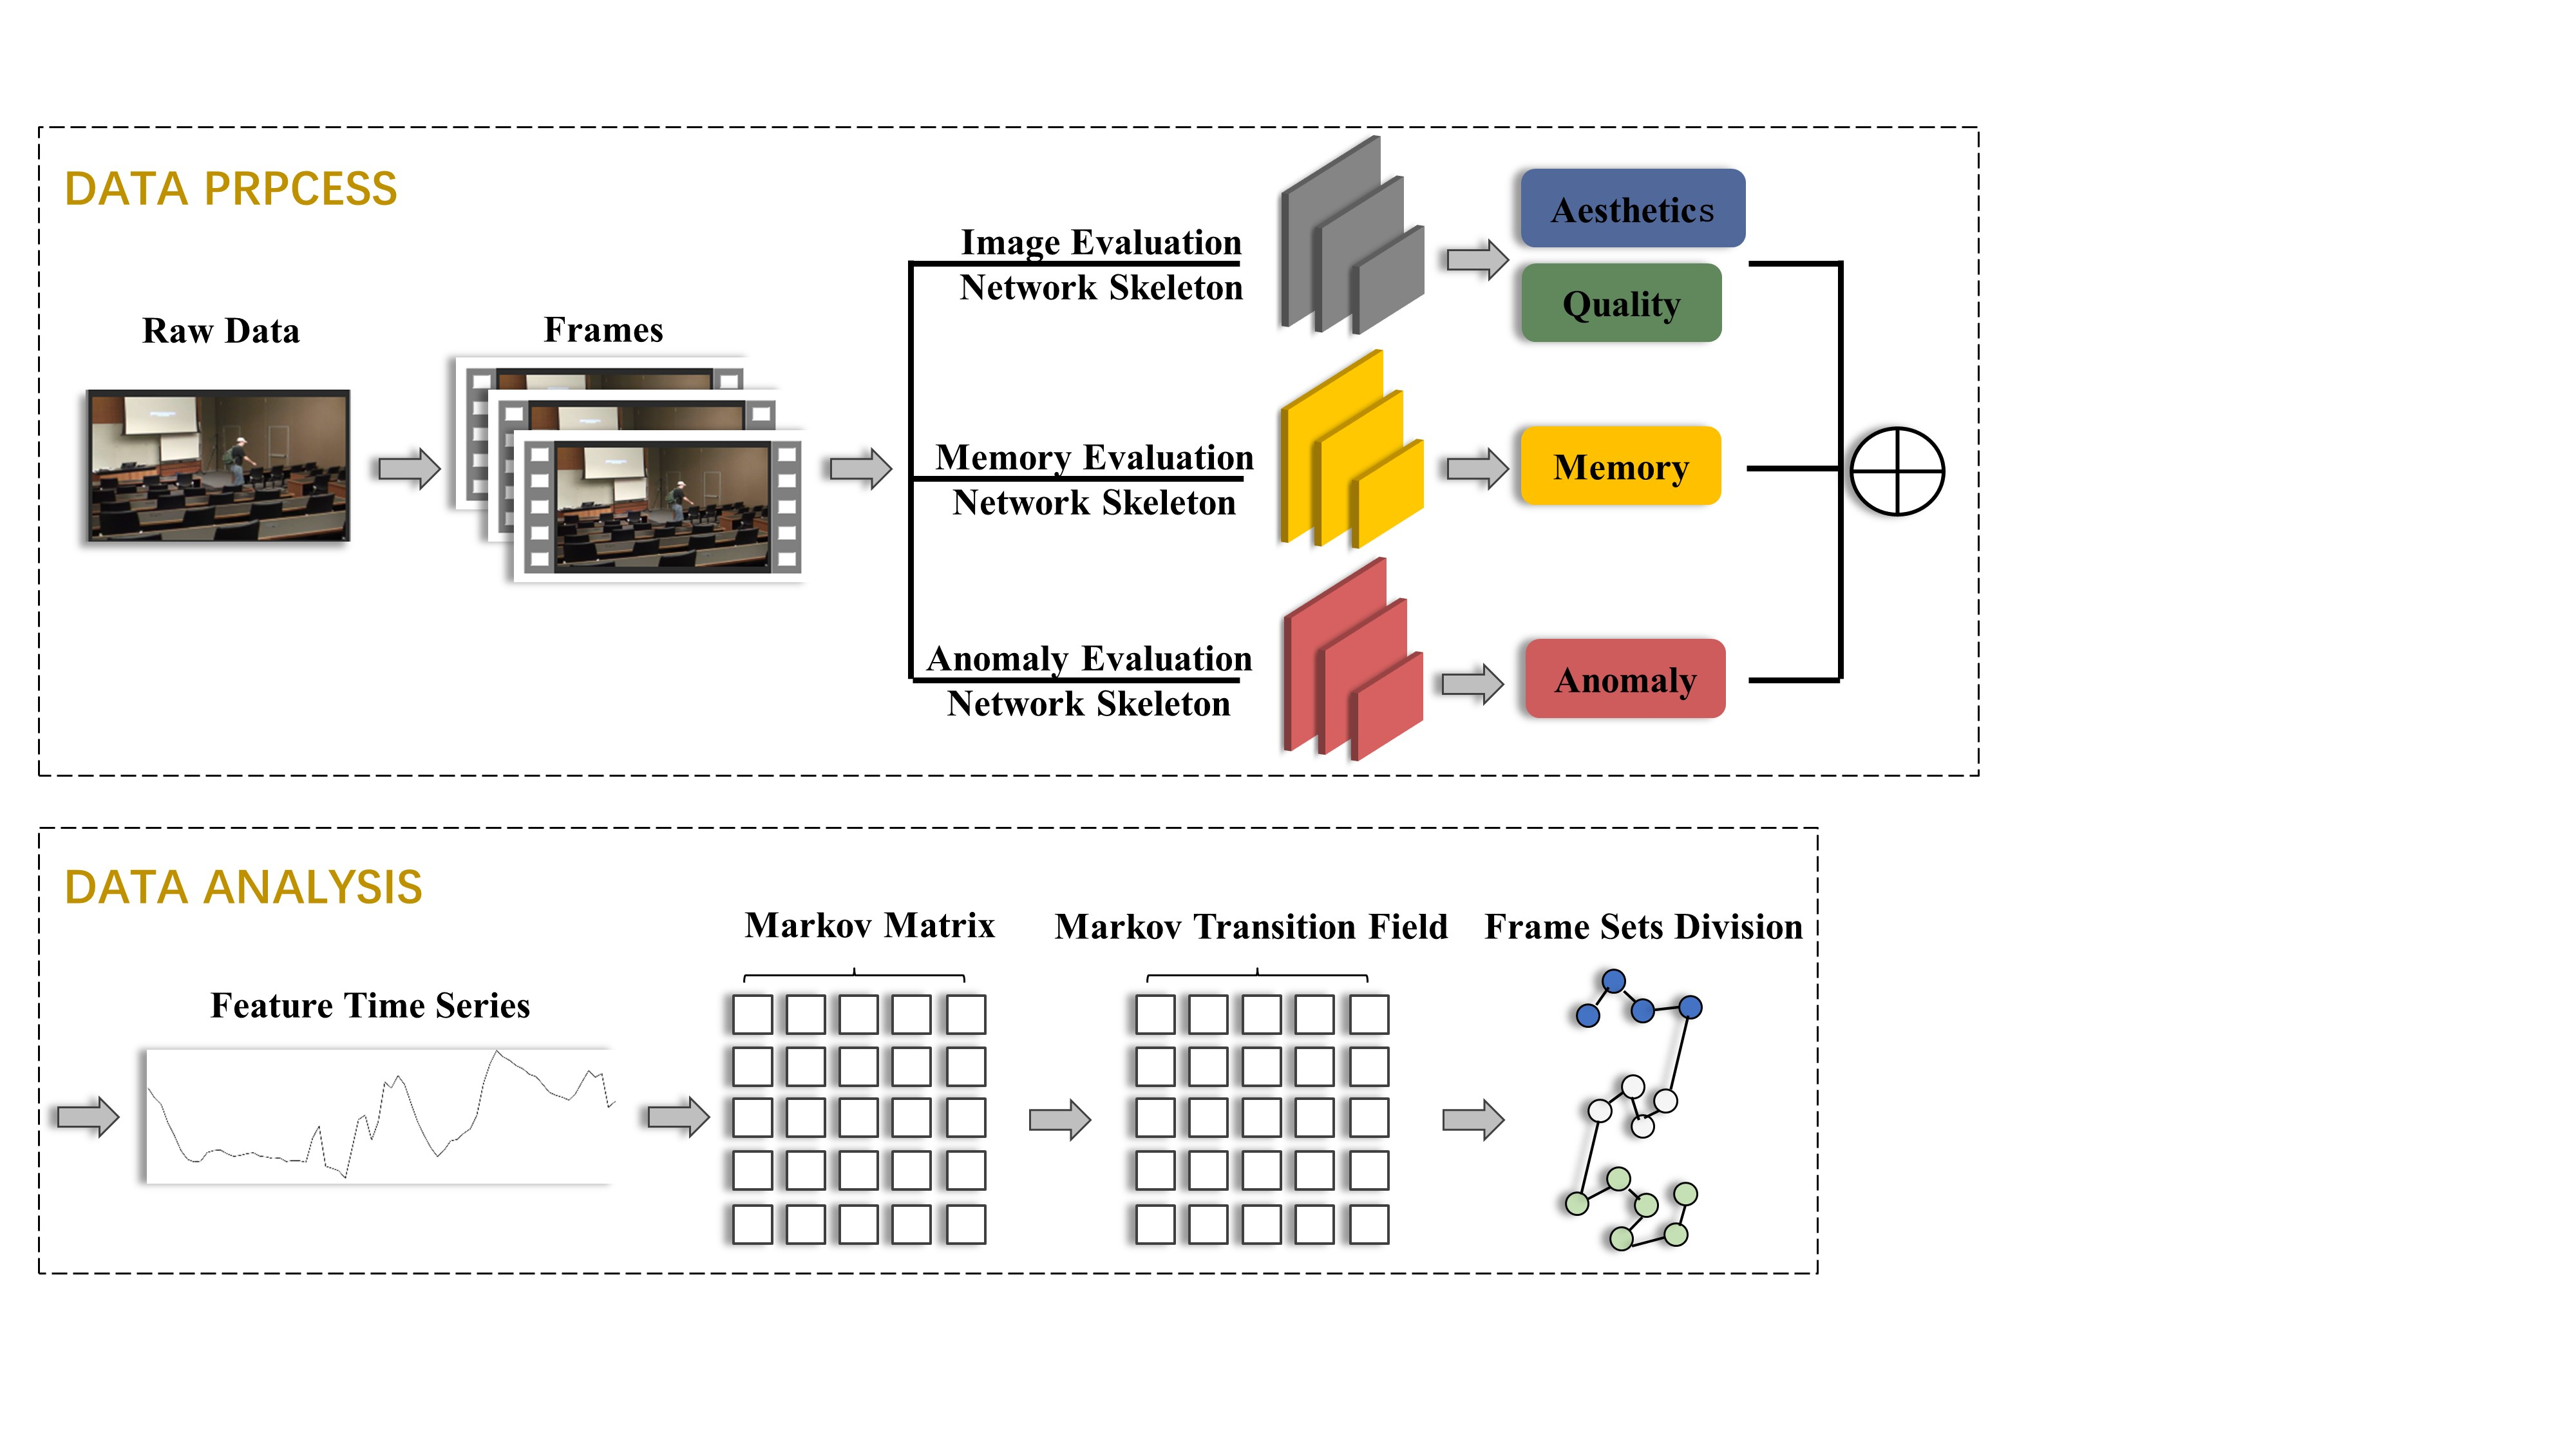 DATA PRPCESS
Raw Data
Frames
Image Evaluation
Network Skeleton
Memory Evaluation
Network Skeleton
Anomaly Evaluation
Network Skeleton
Aesthetics
Quality
Memory
Anomaly
DATA ANALYSIS
Feature Time Series
Markov Matrix
Markov Transition Field
Frame Sets Division